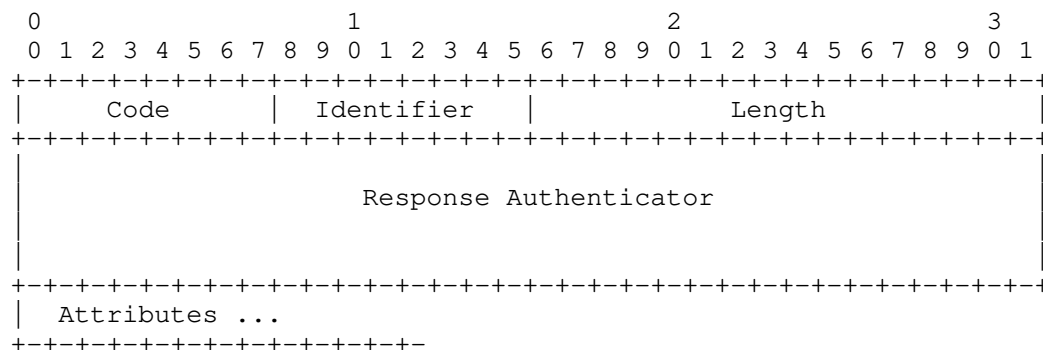 0                   1                   2                   3
 0 1 2 3 4 5 6 7 8 9 0 1 2 3 4 5 6 7 8 9 0 1 2 3 4 5 6 7 8 9 0 1
+-+-+-+-+-+-+-+-+-+-+-+-+-+-+-+-+-+-+-+-+-+-+-+-+-+-+-+-+-+-+-+-+
|     Code      |  Identifier   |            Length             |
+-+-+-+-+-+-+-+-+-+-+-+-+-+-+-+-+-+-+-+-+-+-+-+-+-+-+-+-+-+-+-+-+
|                                                               |
|                     Response Authenticator                    |
|                                                               |
|                                                               |
+-+-+-+-+-+-+-+-+-+-+-+-+-+-+-+-+-+-+-+-+-+-+-+-+-+-+-+-+-+-+-+-+
|  Attributes ...
+-+-+-+-+-+-+-+-+-+-+-+-+-